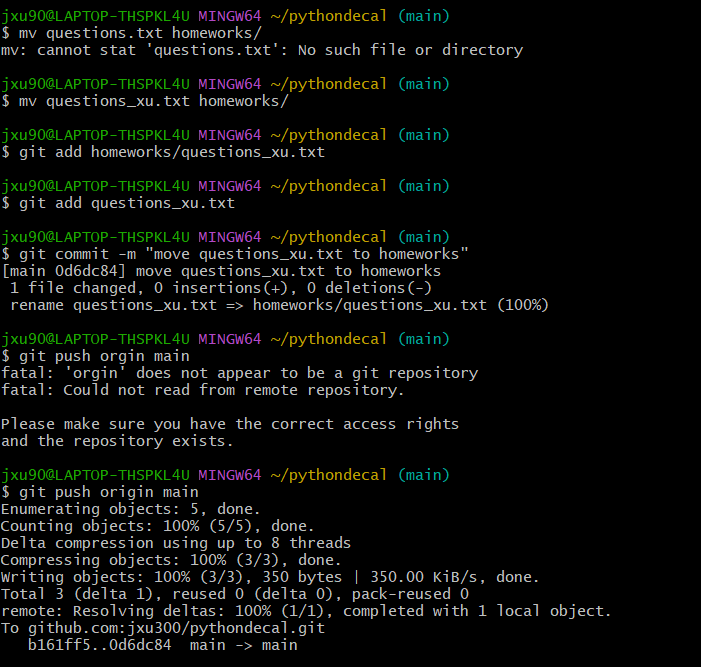 jxu90@LAPTOP-THSPKL4U MINGW64 ~/pythondecal (main)
$ mv questions.txt homeworks/
mv: cannot stat 'questions.txt': No such file or directory
jxu90@LAPTOP-THSPKL4U MINGW64 ~/pythondecal (main)
$ mv questions_xu.txt homeworks/
jxu90@LAPTOP-THSPKL4U MINGW64 ~/pythondecal (main)
$ git add homeworks/questions_xu.txt
jxu90@LAPTOP-THSPKL4U MINGW64 ~/pythondecal (main)
$ git add questions_xu.txt
jxu90@LAPTOP-THSPKL4U MINGW64 ~/pythondecal (main)
$ git commit -m "move questions_xu.txt to homeworks"
[main 0d6dc84] move questions_xu.txt to homeworks
1 file changed, 0 insertions(+), 0 deletions(-)
rename questions_xu.txt => homeworks/questions_xu.txt (100%)
jxu90@LAPTOP-THSPKL4U MINGW64 ~/pythondecal (main)
$ git push orgin main
fatal: 'orgin' does not appear to be a git repository
fatal: Could not read from remote repository.
Please make sure you have the correct access rights
and the repository exists.
jxu90@LAPTOP-THSPKL4U MINGW64 ~/pythondecal (main)
$ git push origin main
Enumerating objects: 5, done.
Counting objects: 100% (5/5), done.
Delta compression using up to 8 threads
Compressing objects: 100% (3/3), done.
Writing objects: 100% (3/3), 350 bytes | 350.00 KiB/s, done.
Total 3 (delta 1), reused 0 (delta 0), pack-reused 0
remote: Resolving deltas: 100% (1/1), completed with 1 local object.
To github.com:jxu300/pythondecal.git
b161ff5..0d6dc84  main -> main